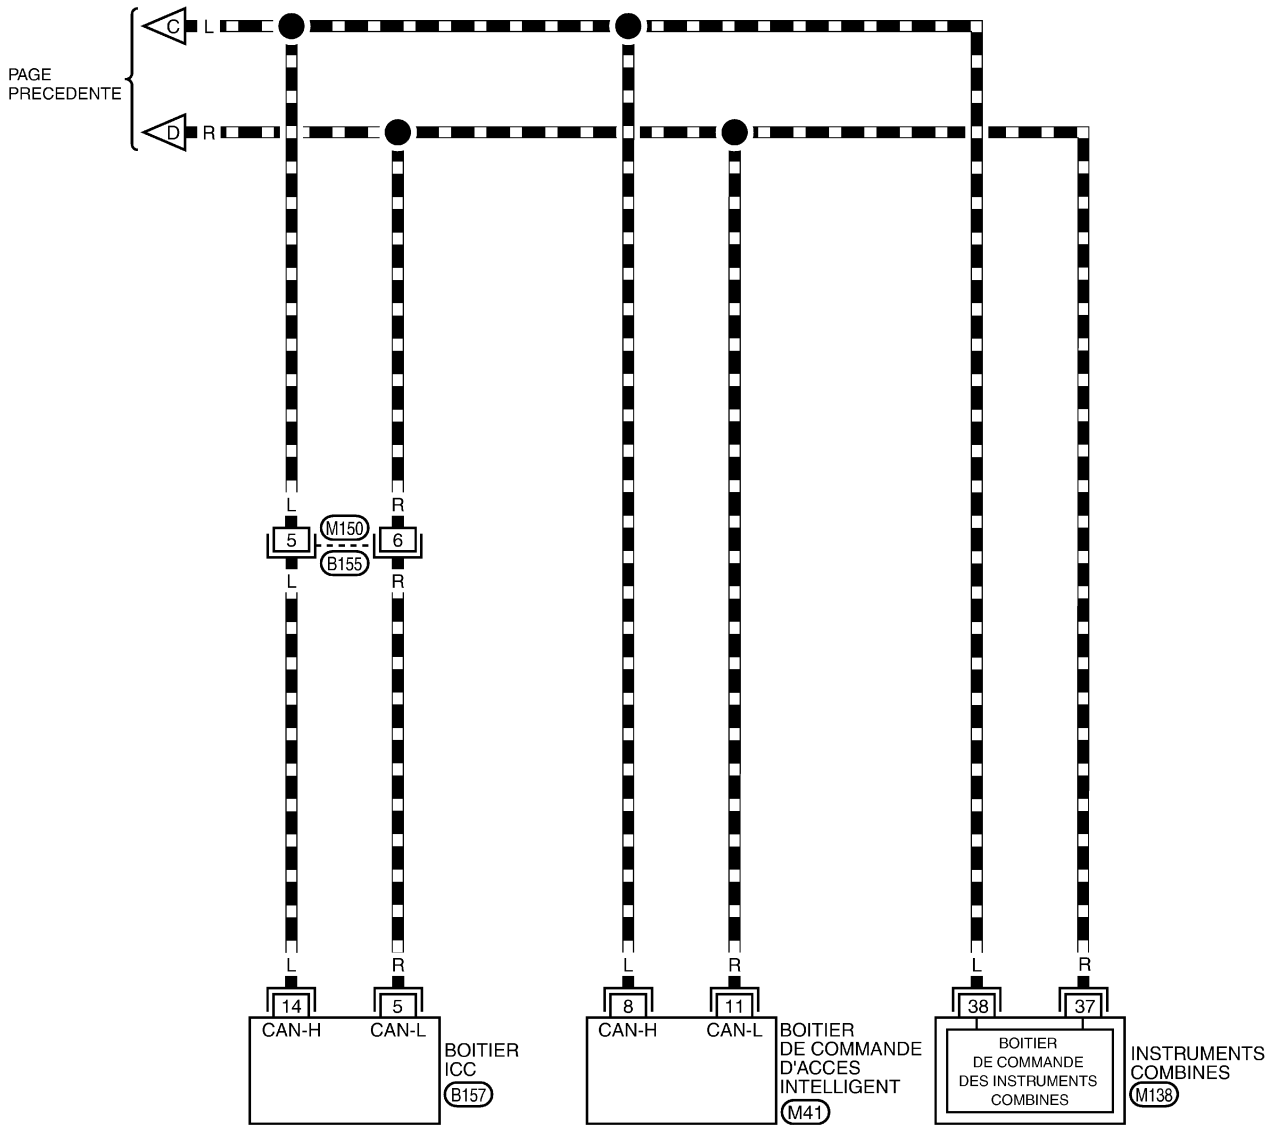 C L
PAGE
PRECEDENTE
D R
L R
5 M150 6
B155
L R
L R L R L R
14 5 8 11 38 37
CAN-H CAN-L CAN-H CAN-L
BOITIER
ICC
B157
BOITIER
DE COMMANDE
D'ACCES
INTELLIGENT
M41
BOITIER
DE COMMANDE
DES INSTRUMENTS
COMBINES
INSTRUMENTS
COMBINES
M138